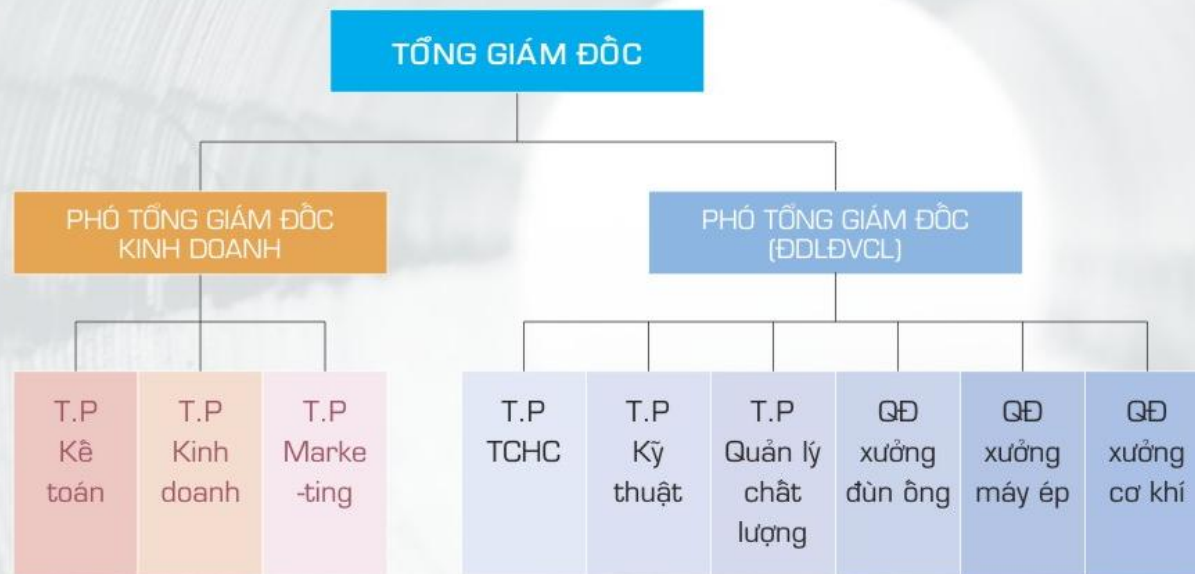 TỔNG GIÁM ĐỐC
PHÓ TỔNG GIÁM ĐỐC
KINH DOANH
PHÓ TỔNG GIÁM ĐỐC
(ĐDLĐVCL)
T.P
Kế
toán
T.P
Kinh
doanh
T.P
Marke
-ting
T.P
TCHC
T.P
Kỹ
thuật
T.P
Quản lý
chất
lượng
QĐ
xưởng
đùn ống
QĐ
xưởng
máy ép
QĐ
xưởng
cơ khí